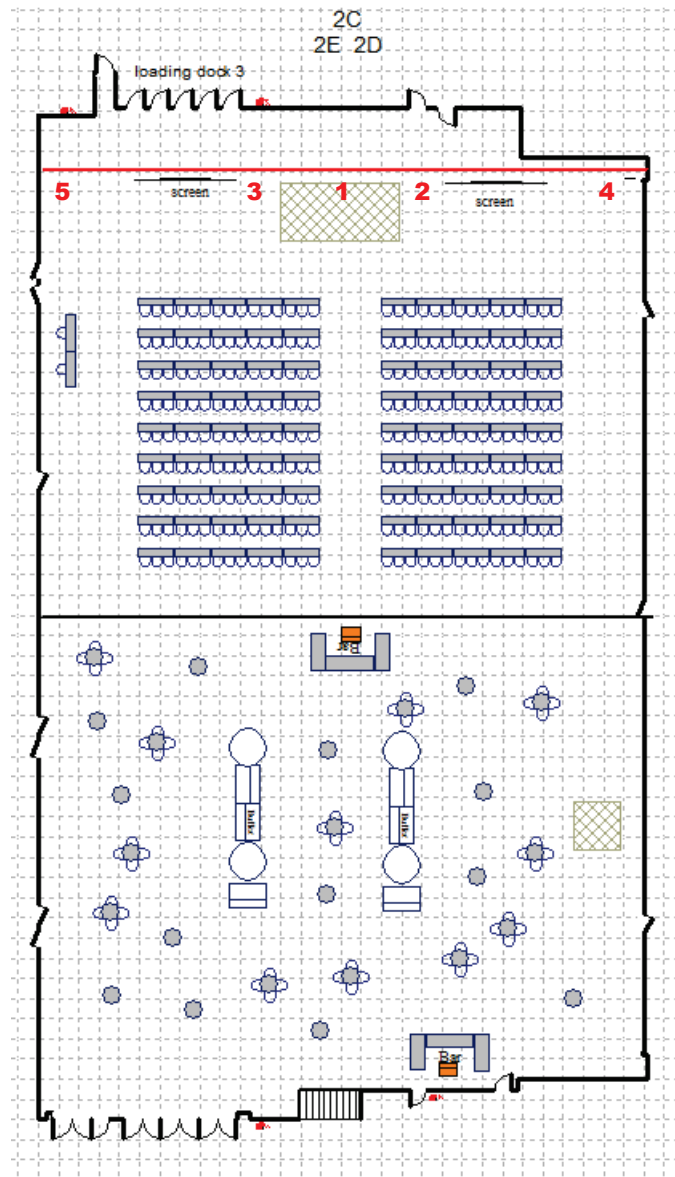 2C
2E 2D
loading dock 3
5 3 1 2 4
screen
screen
Bar
Buffet
Buffet
Bar